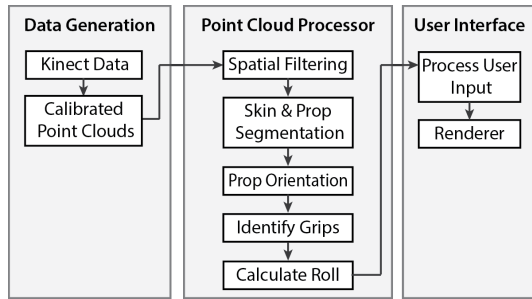 Data Generation
Kinect Data
Calibrated
Point Clouds
Point Cloud Processor
Spatial Filtering
Skin & Prop
Segmentation
Prop Orientation
Identify Grips
Calculate Roll
User Interface
Process User
Input
Renderer